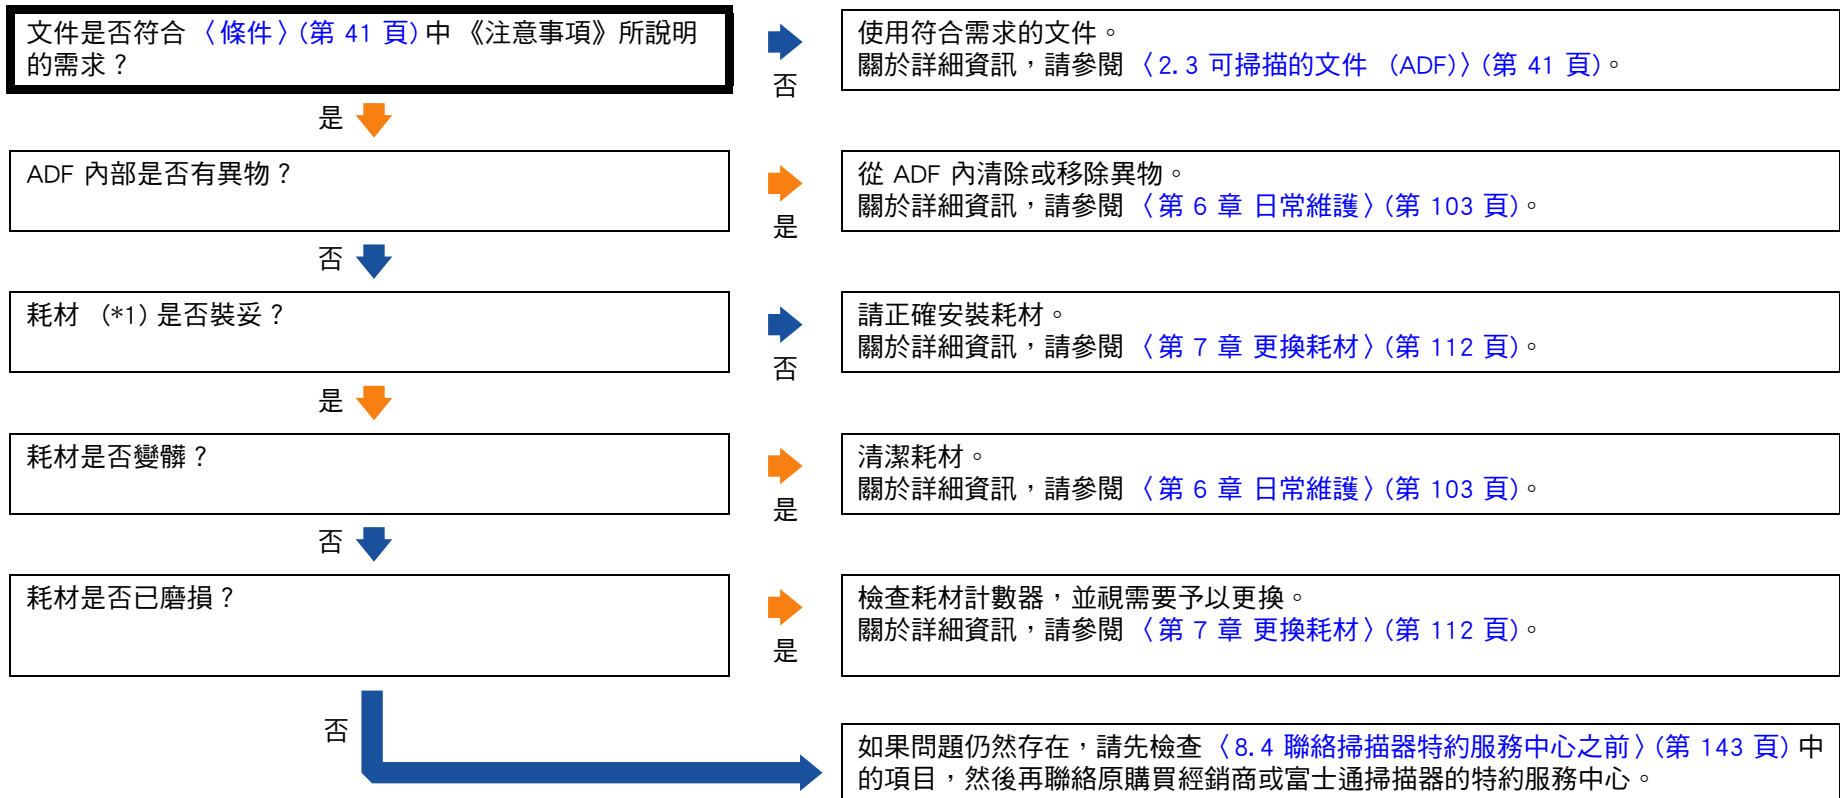 文件是否符合 〈條件〉(第 41 頁) 中 《注意事項》所說明
的需求？
否
使用符合需求的文件。
關於詳細資訊，請參閱 〈2.3 可掃描的文件 （ADF)〉(第 41 頁)。
是
ADF 內部是否有異物？
是
從 ADF 內清除或移除異物。
關於詳細資訊，請參閱 〈第 6 章 日常維護〉(第 103 頁)。
否
耗材 （*1) 是否裝妥？
否
請正確安裝耗材。
關於詳細資訊，請參閱 〈第 7 章 更換耗材〉(第 112 頁)。
是
耗材是否變髒？
是
清潔耗材。
關於詳細資訊，請參閱 〈第 6 章 日常維護〉(第 103 頁)。
否
耗材是否已磨損？
是
檢查耗材計數器，並視需要予以更換。
關於詳細資訊，請參閱 〈第 7 章 更換耗材〉(第 112 頁)。
否
如果問題仍然存在，請先檢查 〈8.4 聯絡掃描器特約服務中心之前〉(第 143 頁) 中
的項目，然後再聯絡原購買經銷商或富士通掃描器的特約服務中心。